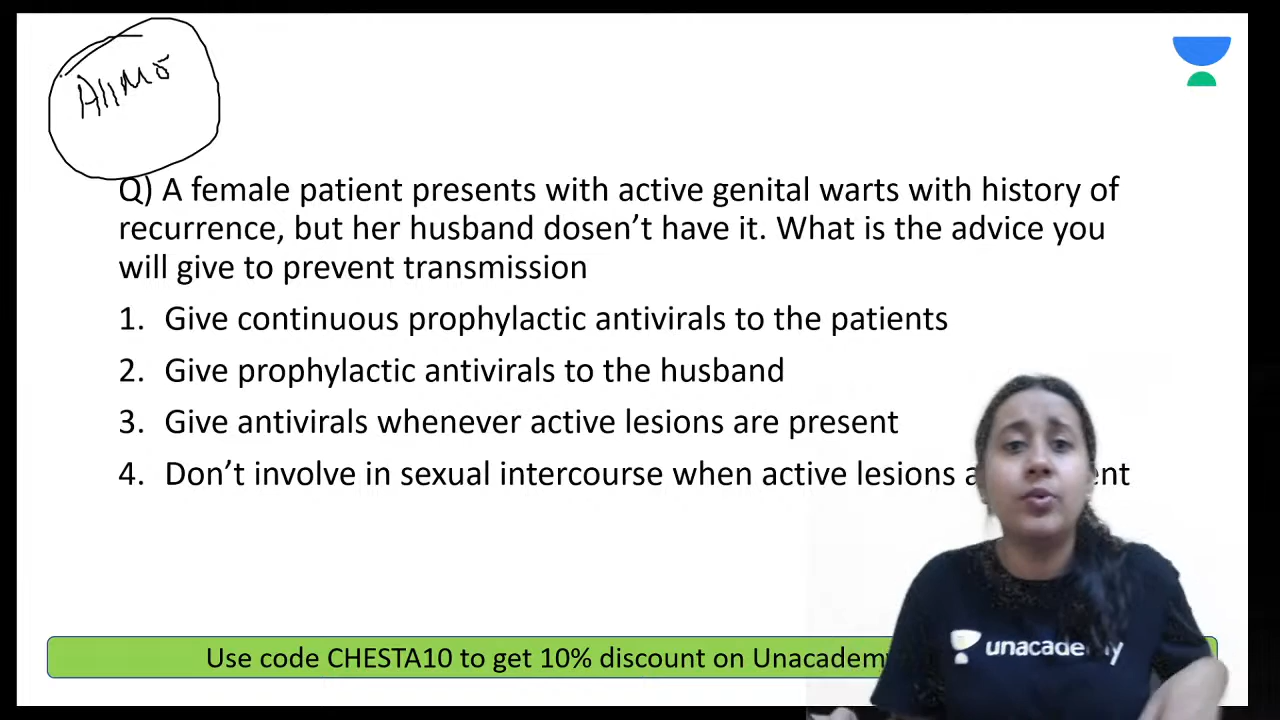 AIIMS
Q) A female patient presents with active genital warts with history of
recurrence, but her husband dosen't have it. What is the advice you
will give to prevent transmission
1. Give continuous prophylactic antivirals to the patients
2. Give prophylactic antivirals to the husband
3. Give antivirals whenever active lesions are present
4. Don't involve in sexual intercourse when active lesions
unacademy
Use code CHESTA10 to get 10% discount on